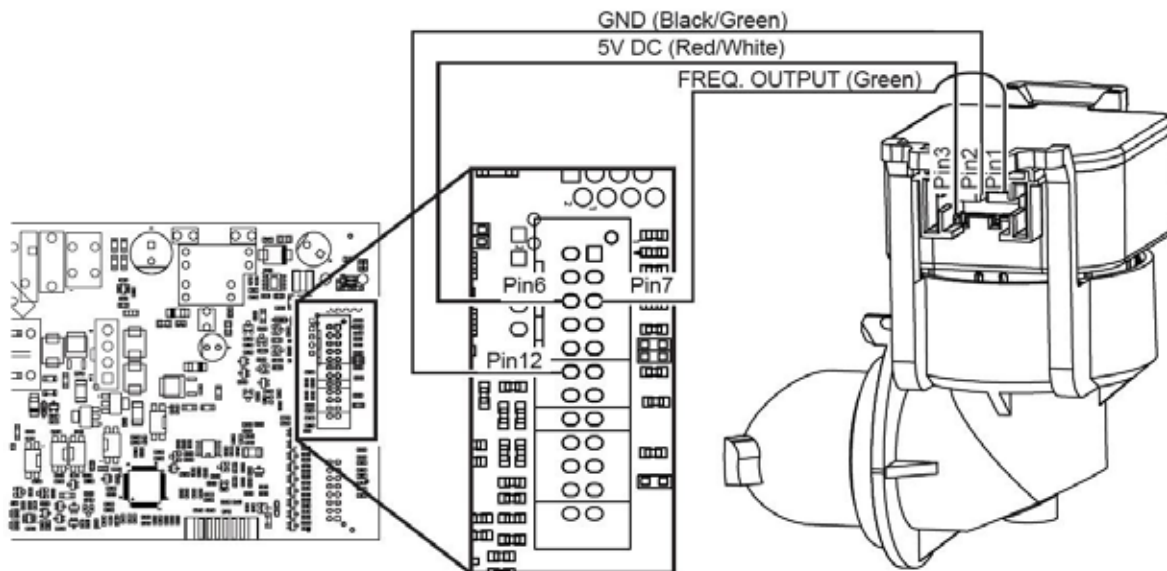 GND (Black/Green)
5V DC (Red/White)
FREQ. OUTPUT (Green)
Pin3
Pin2
Pin1
Pin6
Pin7
Pin12